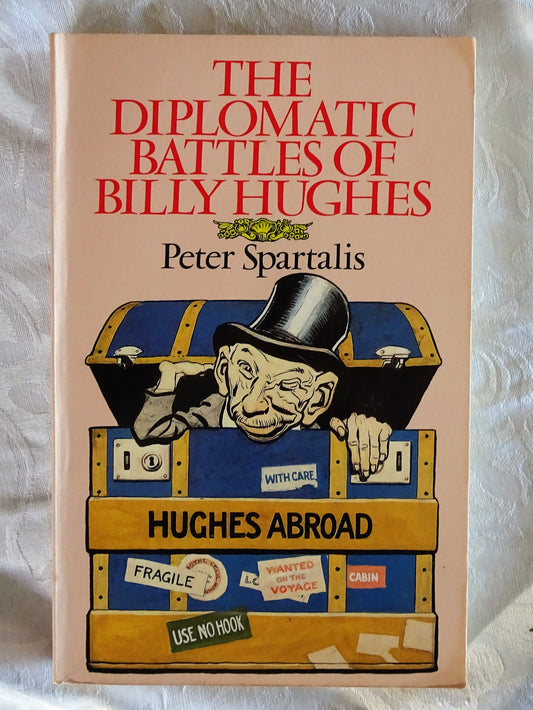 THE
DIPLOMATIC
BATTLES OF
BILLY HUGHES
Peter Spartalis
WITH CARE
HUGHES ABROAD
FRAGILE
WANTED
ON THE
VOYAGE
CABIN
USE NO HOOK